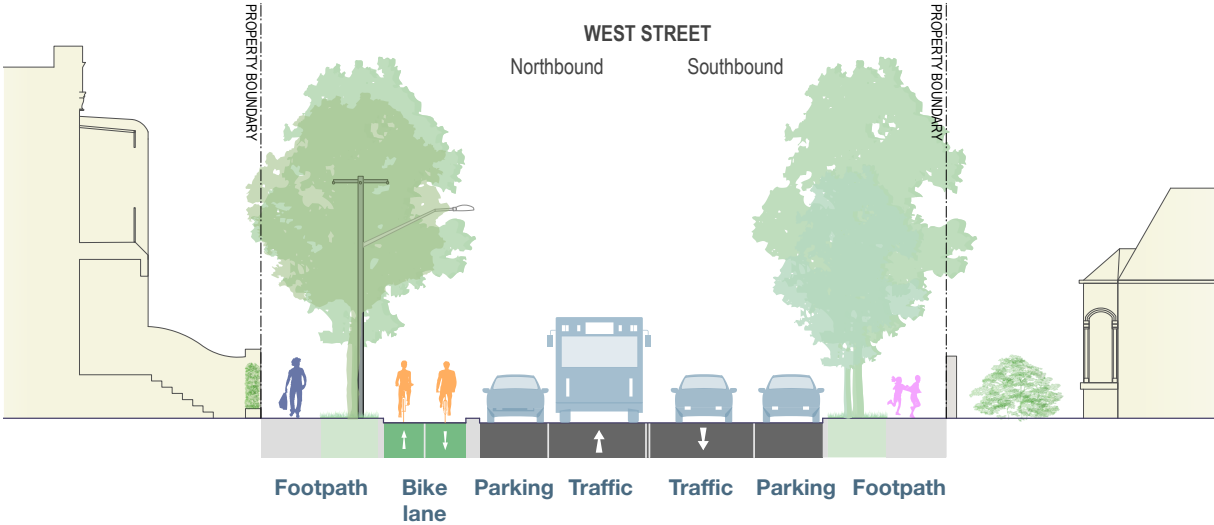 WEST STREET
Northbound Southbound
PROPERTY BOUNDARY
PROPERTY BOUNDARY
Footpath Bike Parking Traffic Traffic Parking Footpath
lane